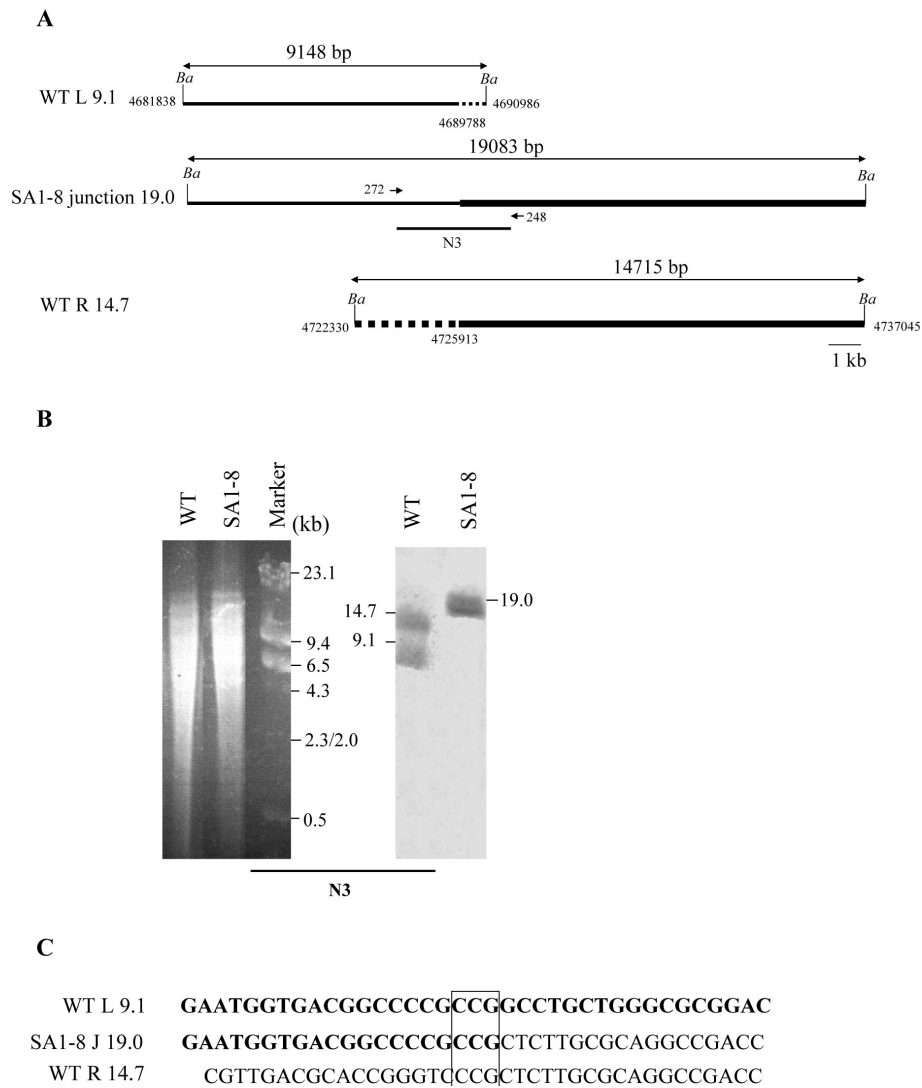 A
9148 bp
Ba Ba
WT L 9.1
4681838 4690986
4689788
19083 bp
Ba Ba
SA1-8 junction 19.0
272
248
N3
14715 bp
Ba Ba
WT R 14.7
4722330 4737045
4725913
1 kb
B
WT SA1-8 Marker (kb) WT SA1-8
23.1
19.0
14.7
9.4
9.1
6.5
4.3
2.3/2.0
0.5
N3
C
WT L 9.1 GAATGGTGACGGCCCCGCCGGCCTGCTGGGCGCGGAC
SA1-8 J 19.0 GAATGGTGACGGCCCCGCCGCTCTTGCGCAGGCCGACC
WT R 14.7 CGTTGACGCACCGGGTCCCGCTCTTGCGCAGGCCGACC